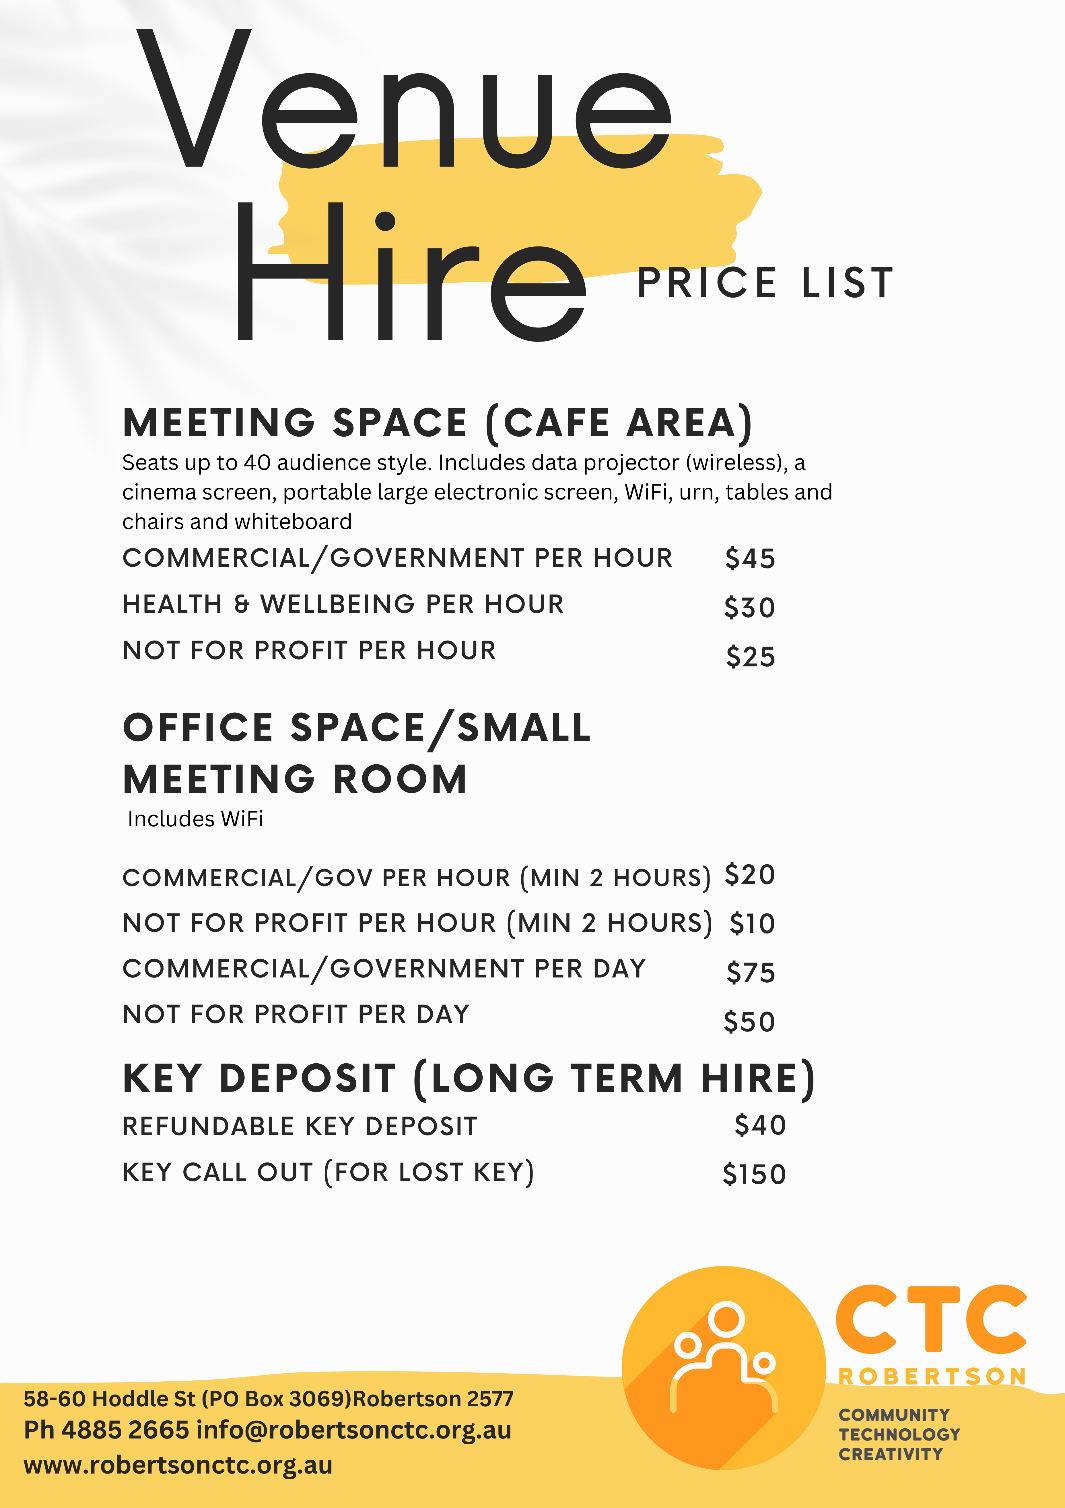 Venue
Hire
PRICE LIST
MEETING SPACE (CAFE AREA)
Seats up to 40 audience style. Includes data projector (wireless), a
cinema screen, portable large electronic screen, WiFi, urn, tables and
chairs and whiteboard
COMMERCIAL/GOVERNMENT PER HOUR $45
HEALTH & WELLBEING PER HOUR $30
NOT FOR PROFIT PER HOUR $25
OFFICE SPACE/SMALL
MEETING ROOM
Includes WiFi
COMMERCIAL/GOV PER HOUR (MIN 2 HOURS) $20
NOT FOR PROFIT PER HOUR (MIN 2 HOURS) $10
COMMERCIAL/GOVERNMENT PER DAY $75
NOT FOR PROFIT PER DAY $50
KEY DEPOSIT (LONG TERM HIRE)
REFUNDABLE KEY DEPOSIT $40
KEY CALL OUT (FOR LOST KEY) $150
58-60 Hoddle St (PO Box 3069)Robertson 2577
Ph 4885 2665 info@robertsonctc.org.au
www.robertsonctc.org.au
CTC
ROBERTSON
COMMUNITY
TECHNOLOGY
CREATIVITY